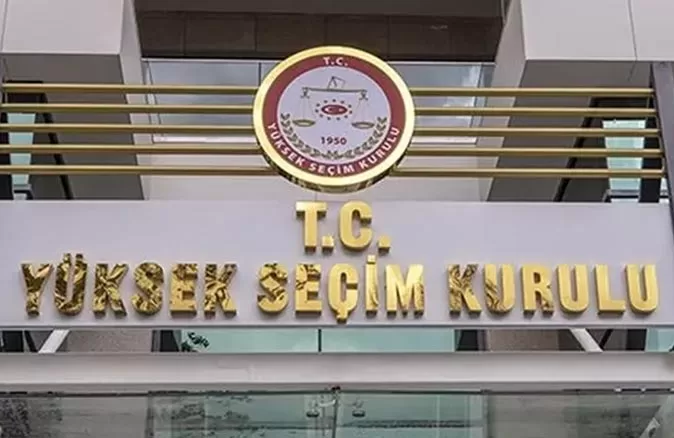 T.C.
1950
YÜKSEK SEÇİM KURULU
T.C.
YÜKSEK SEÇİM KURULU